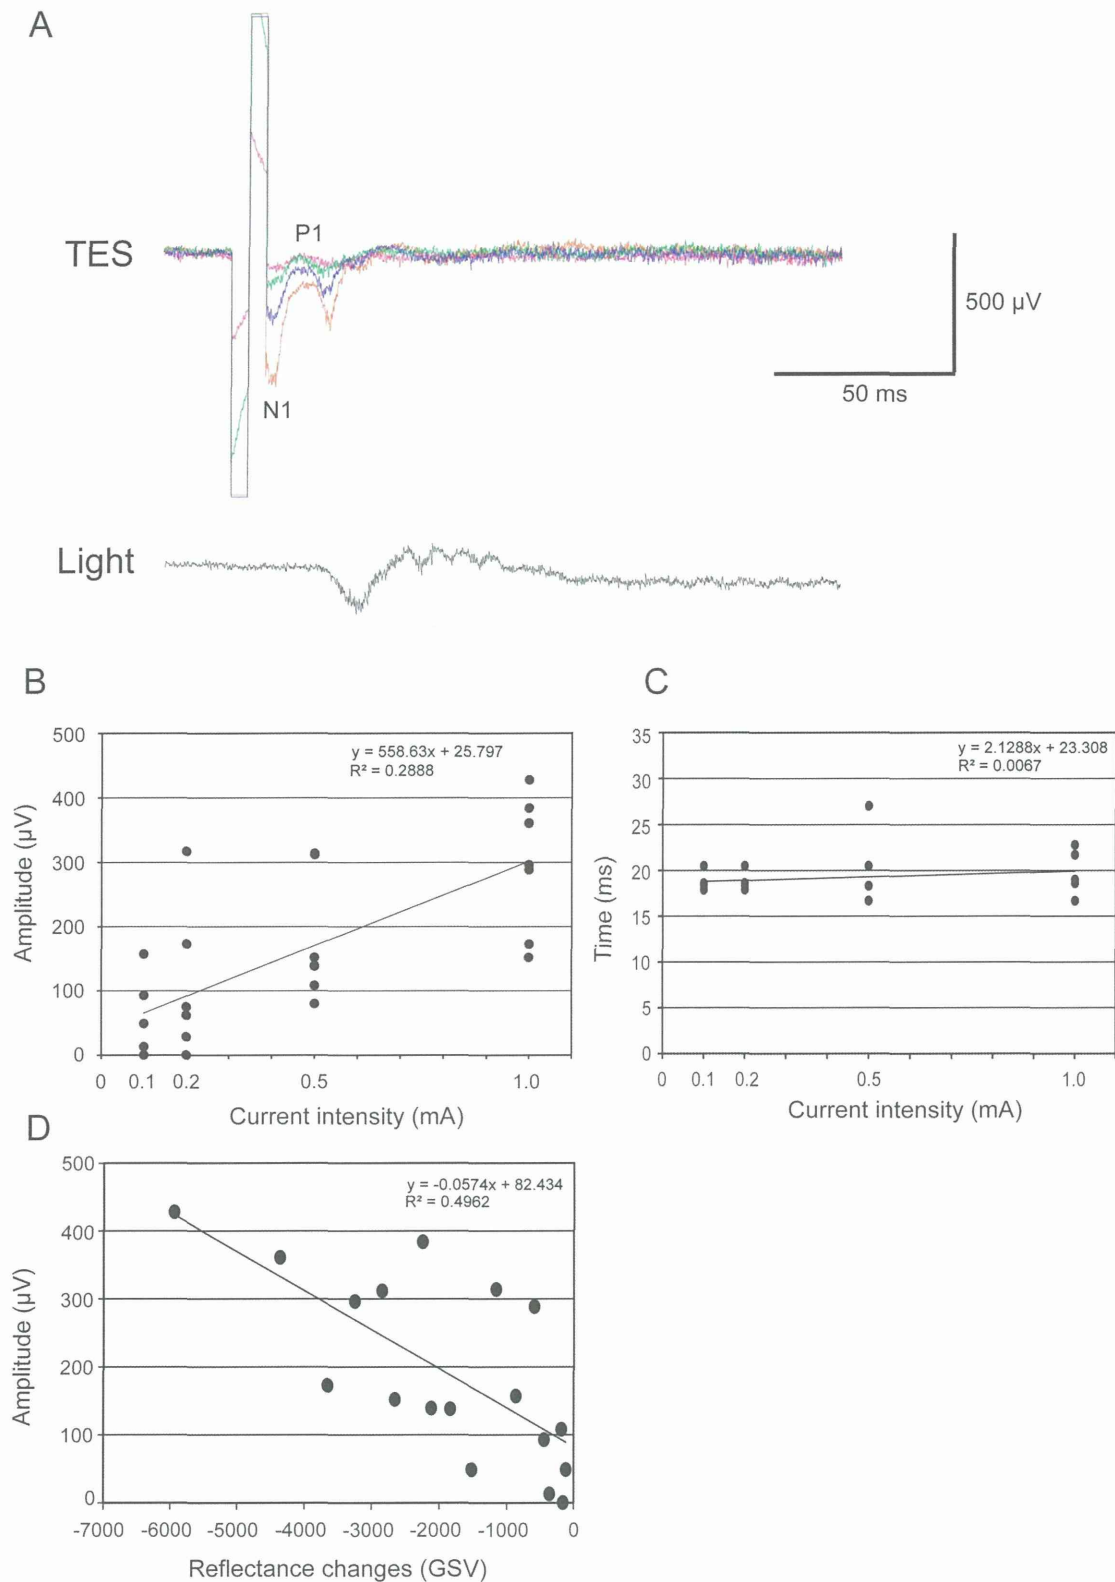 A
P1
TES
500 µV
N1
50 ms
Light
B
500
400
300
200
100
0
0 0.1 0.2 0.5 1.0
Amplitude (µV)
Current intensity (mA)
y = 558.63x + 25.797
R² = 0.2888
C
35
30
25
20
15
10
5
0
0 0.1 0.2 0.5 1.0
Time (ms)
Current intensity (mA)
y = 2.1288x + 23.308
R² = 0.0067
D
500
400
300
200
100
0
-7000 -6000 -5000 -4000 -3000 -2000 -1000 0
Amplitude (µV)
Reflectance changes (GSV)
y = -0.0574x + 82.434
R² = 0.4962